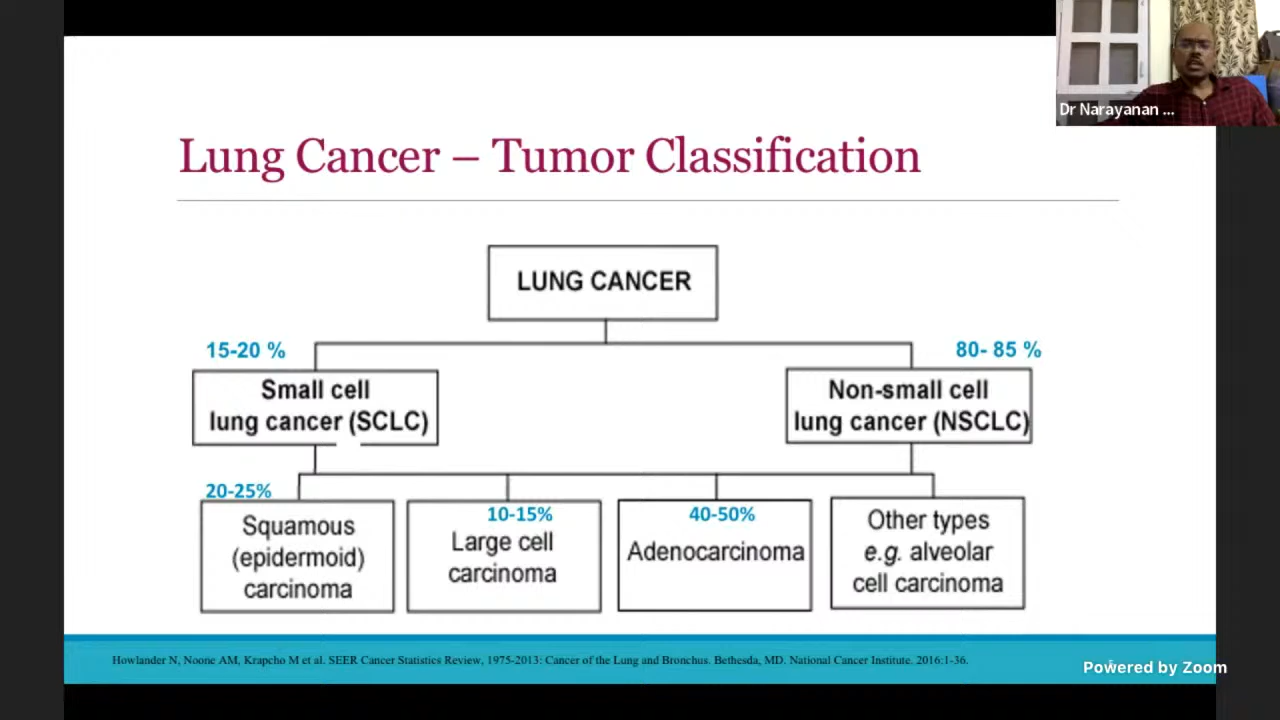 Dr Narayanan ...
Lung Cancer – Tumor Classification
LUNG CANCER
15-20 %
80- 85 %
Small cell
lung cancer (SCLC)
Non-small cell
lung cancer (NSCLC)
20-25%
Squamous
(epidermoid)
carcinoma
10-15%
Large cell
carcinoma
40-50%
Adenocarcinoma
Other types
e.g. alveolar
cell carcinoma
Howlander N, Noone AM, Krapcho M et al. SEER Cancer Statistics Review, 1975-2013: Cancer of the Lung and Bronchus. Bethesda, MD. National Cancer Institute. 2016:1-36.
Powered by Zoom